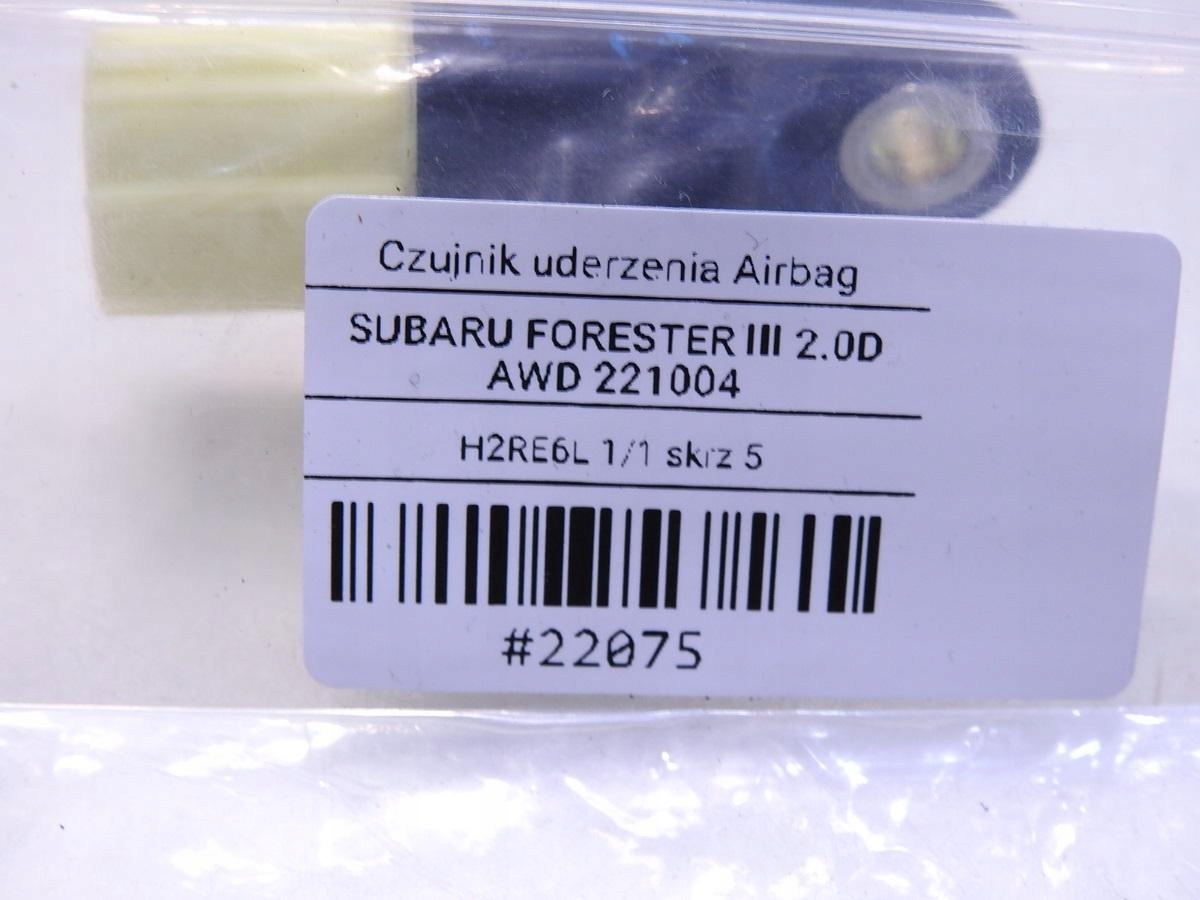 Czujnik uderzenia Airbag
SUBARU FORESTER III 2.0D
AWD 221004
H2RE6L 1/1 skrz 5
#22075